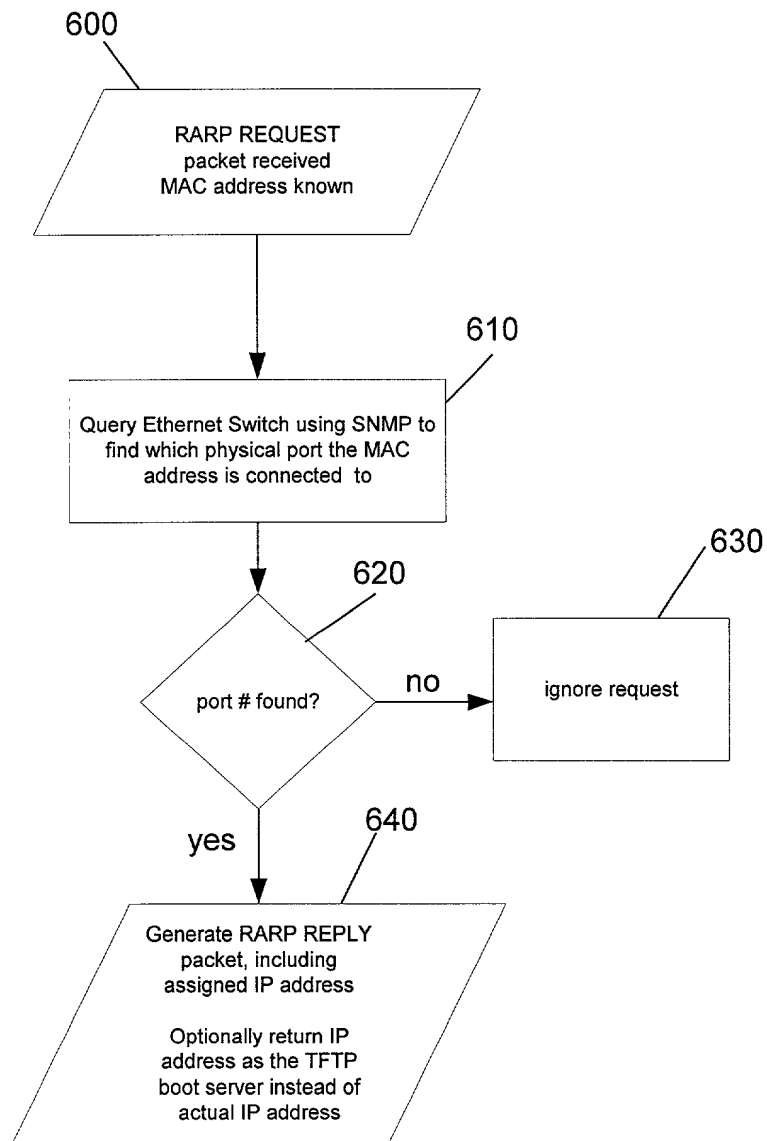 600
RARP REQUEST
packet received
MAC address known
610
Query Ethernet Switch using SNMP to
find which physical port the MAC
address is connected to
620
630
port # found?
no
ignore request
yes
640
Generate RARP REPLY
packet, including
assigned IP address
Optionally return IP
address as the TFTP
boot server instead of
actual IP address